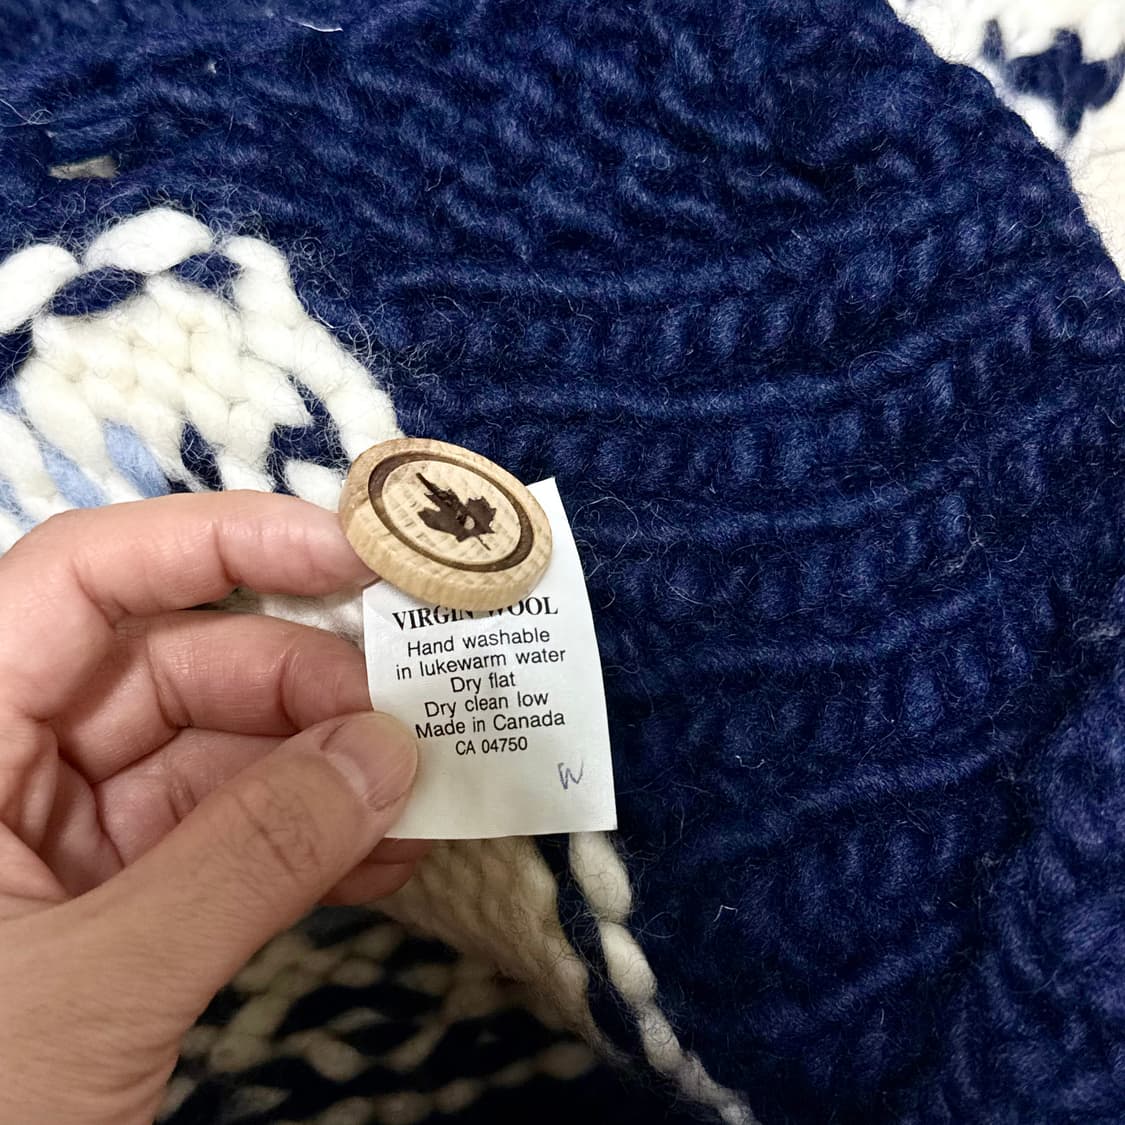 VIRGIN WOOL
Hand washable
in lukewarm water
Dry flat
Dry clean low
Made in Canada
CA 04750
W